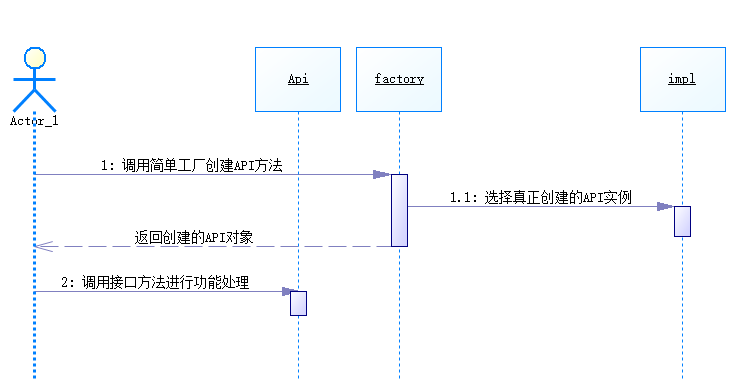 Api
factory
impl
Actor_1
1: 调用简单工厂创建API方法
1.1: 选择真正创建的API实例
返回创建的API对象
2: 调用接口方法进行功能处理